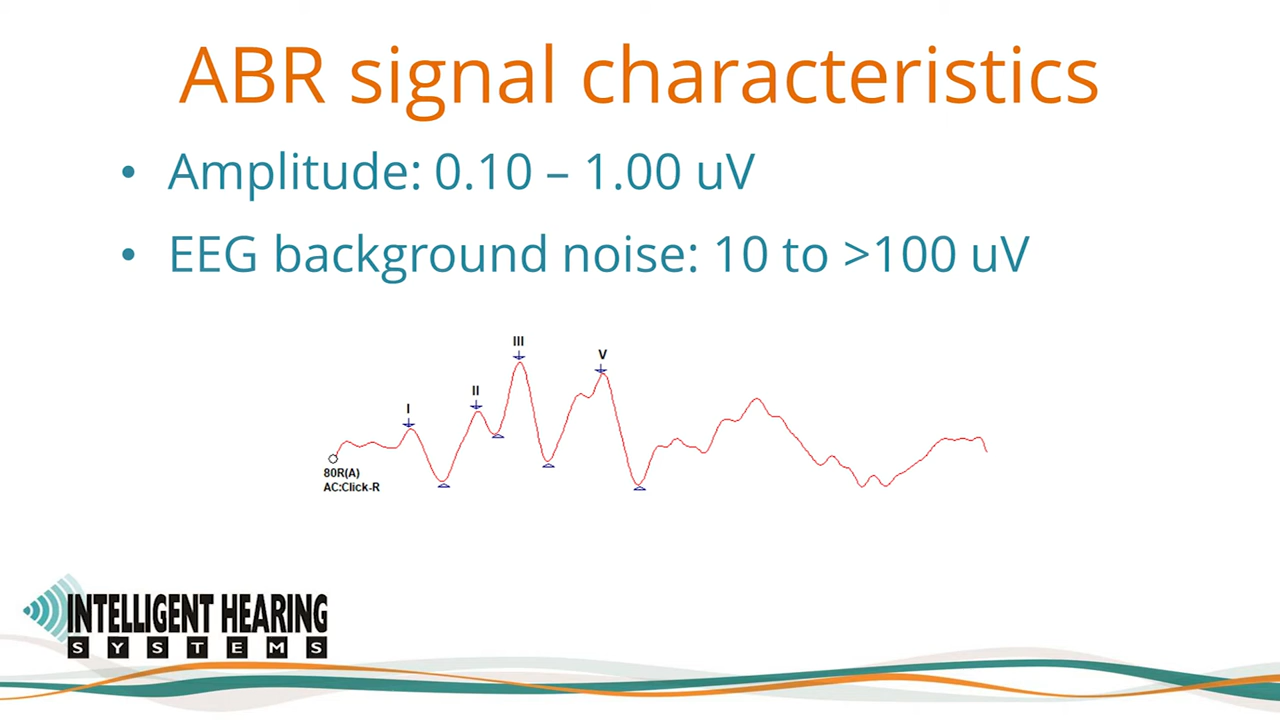 ABR signal characteristics
• Amplitude: 0.10 – 1.00 uV
• EEG background noise: 10 to >100 uV
III
V
II
I
80R(A)
AC:Click-R
INTELLIGENT HEARING
SYSTEMS